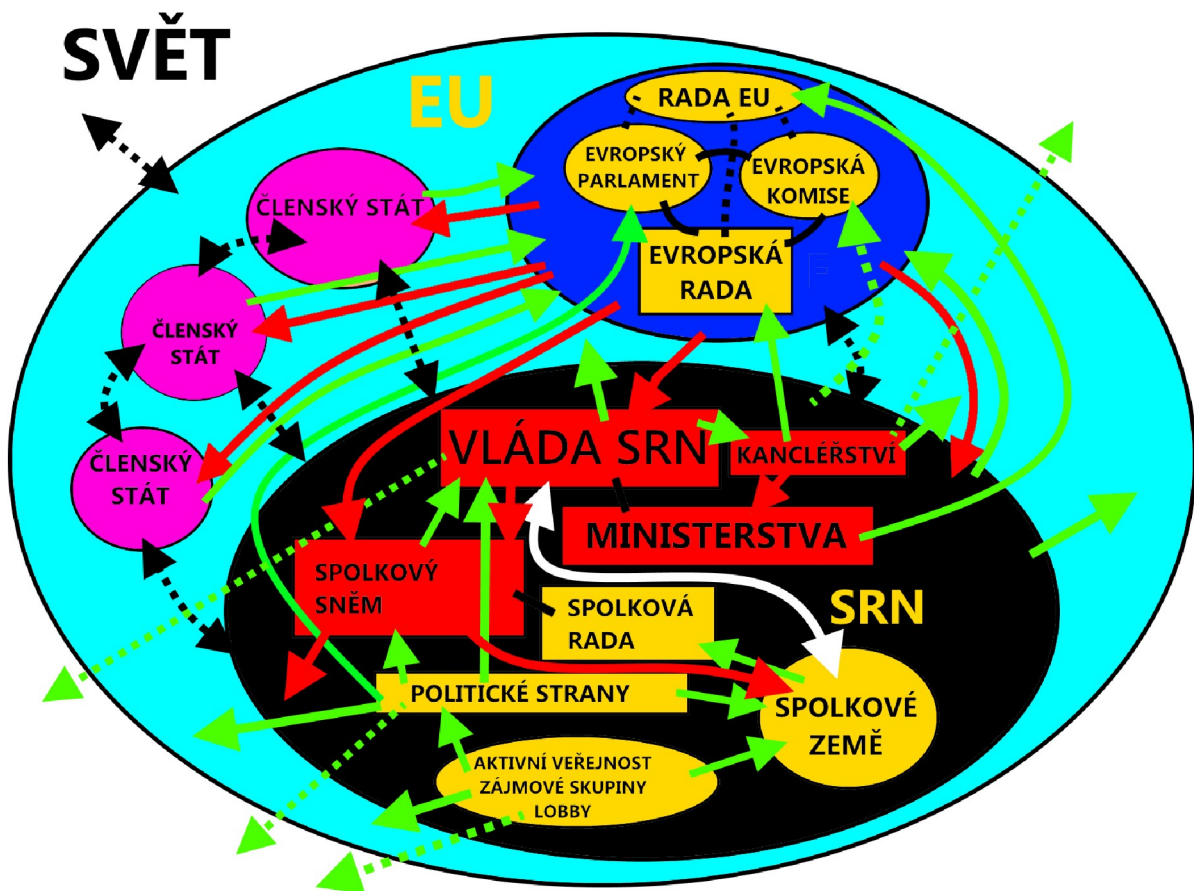 SVĚT
EU
RADA EU
EVROPSKÝ
PARLAMENT
EVROPSKÁ
KOMISE
EVROPSKÁ
RADA
F
ČLENSKÝ STÁT
ČLENSKÝ
STÁT
ČLENSKÝ
STÁT
VLÁDA SRN
KANCLÉŘSTVÍ
MINISTERSTVA
SPOLKOVÝ
SNĚM
SPOLKOVÁ
RADA
SRN
POLITICKÉ STRANY
SPOLKOVÉ
ZEMĚ
AKTIVNÍ VEŘEJNOST
ZÁJMOVÉ SKUPINY
LOBBY